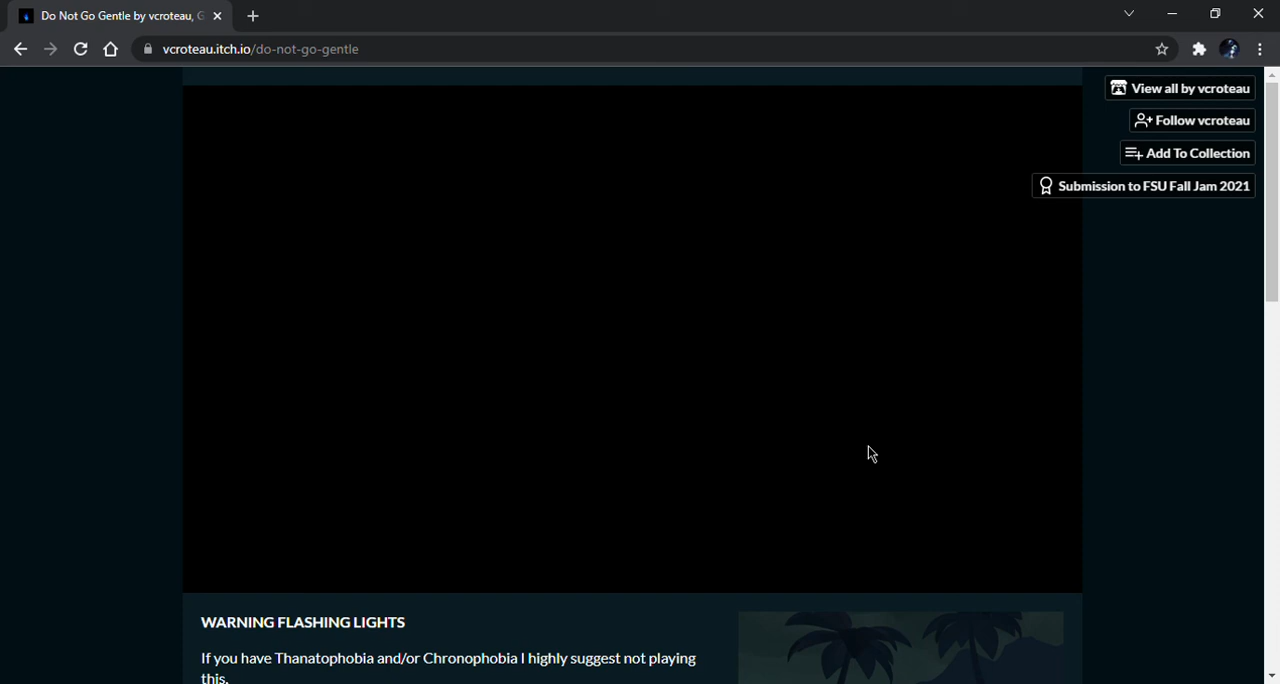 Do Not Go Gentle by vcroteau, G
vcroteau.itch.io/do-not-go-gentle
View all by vcroteau
Follow vcroteau
Add To Collection
Submission to FSU Fall Jam 2021
WARNING FLASHING LIGHTS
If you have Thanatophobia and/or Chronophobia I highly suggest not playing
this.